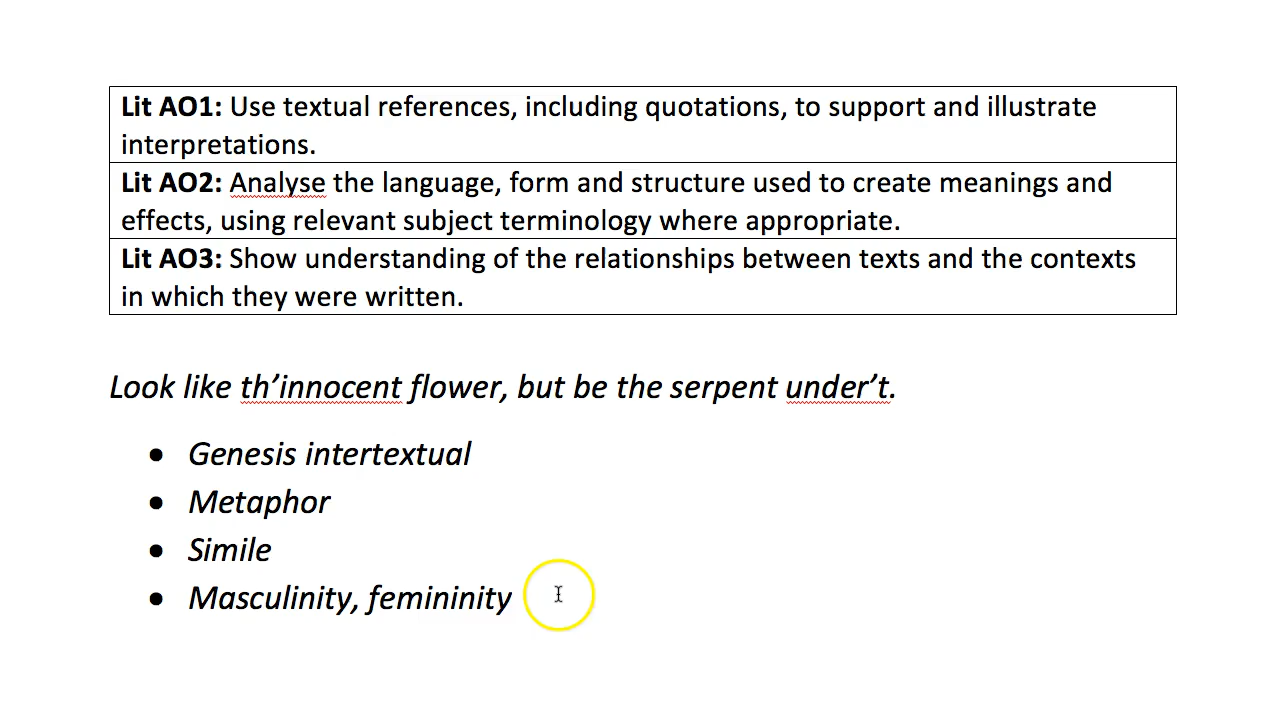 Lit AO1: Use textual references, including quotations, to support and illustrate
interpretations.
Lit AO2: Analyse the language, form and structure used to create meanings and
effects, using relevant subject terminology where appropriate.
Lit AO3: Show understanding of the relationships between texts and the contexts
in which they were written.
Look like th’innocent flower, but be the serpent under’t.
• Genesis intertextual
• Metaphor
• Simile
• Masculinity, femininity